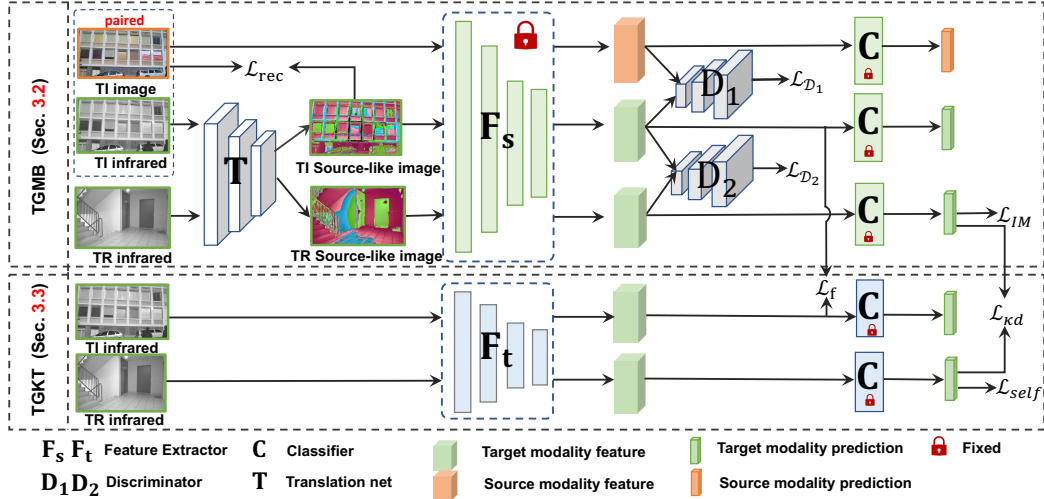 TGMB (Sec. 3.2)
paired
TI image
TI infrared
TR infrared
ℒrec
T
TI Source-like image
TR Source-like image
Fs
D1
ℒD1
D2
ℒD2
C
C
C
ℒIM
TGKT (Sec. 3.3)
TI infrared
TR infrared
Ft
ℒf
C
C
ℒκd
ℒself
Fs Ft Feature Extractor
C Classifier
Target modality feature
Target modality prediction
Fixed
D1D2 Discriminator
T Translation net
Source modality feature
Source modality prediction